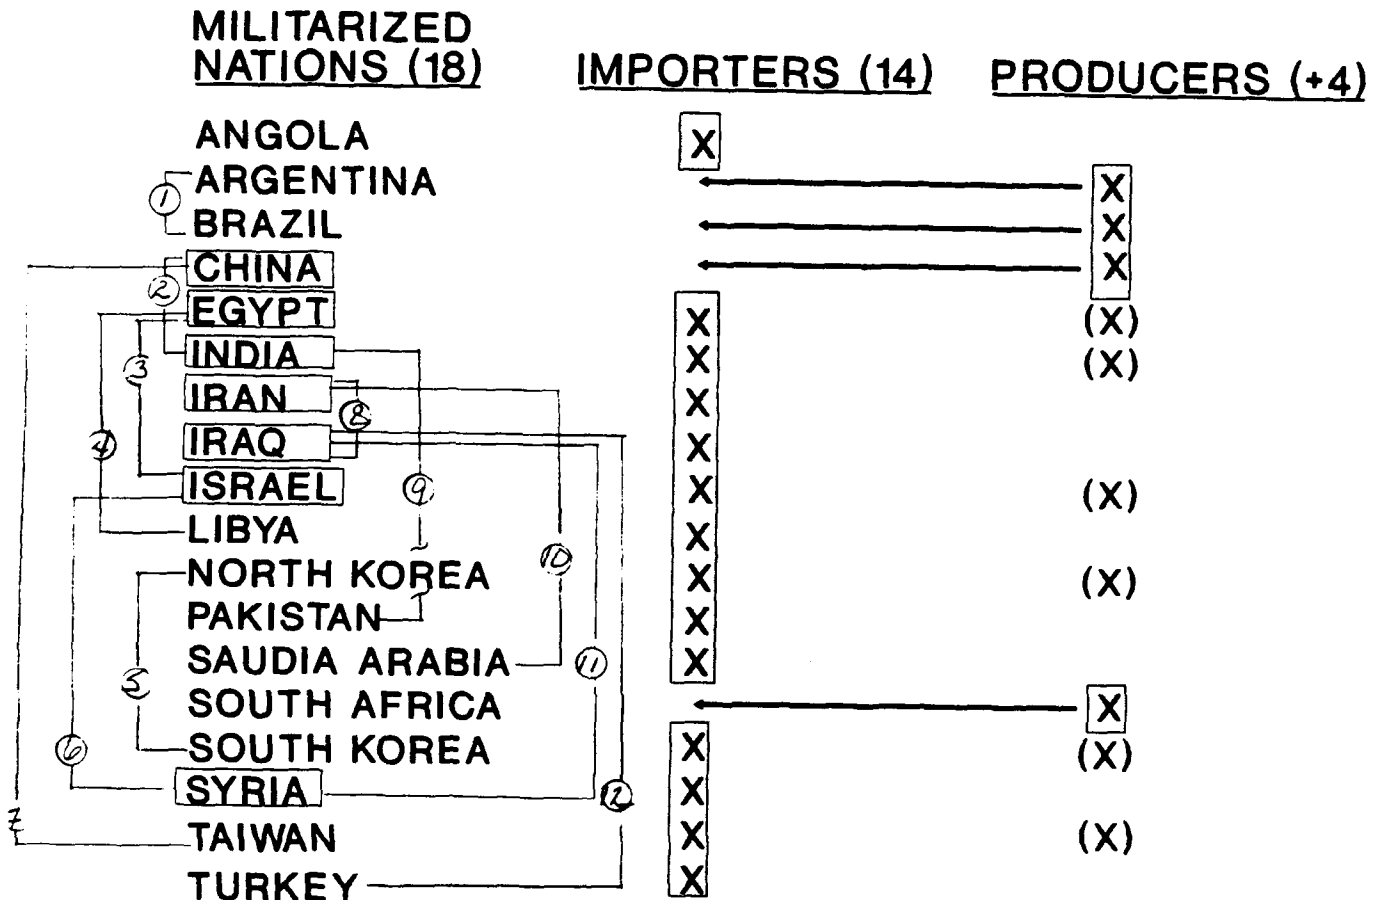 MILITARIZED
NATIONS (18) IMPORTERS (14) PRODUCERS (+4)
ANGOLA X
1 ARGENTINA X
BRAZIL X
CHINA X
2
EGYPT X (X)
INDIA X (X)
3
IRAN X
8
IRAQ X
4
ISRAEL X (X)
9
LIBYA X
10
NORTH KOREA X (X)
PAKISTAN X
SAUDIA ARABIA 11 X
5
SOUTH AFRICA X
6 SOUTH KOREA X (X)
SYRIA 12 X
7 TAIWAN X (X)
TURKEY X